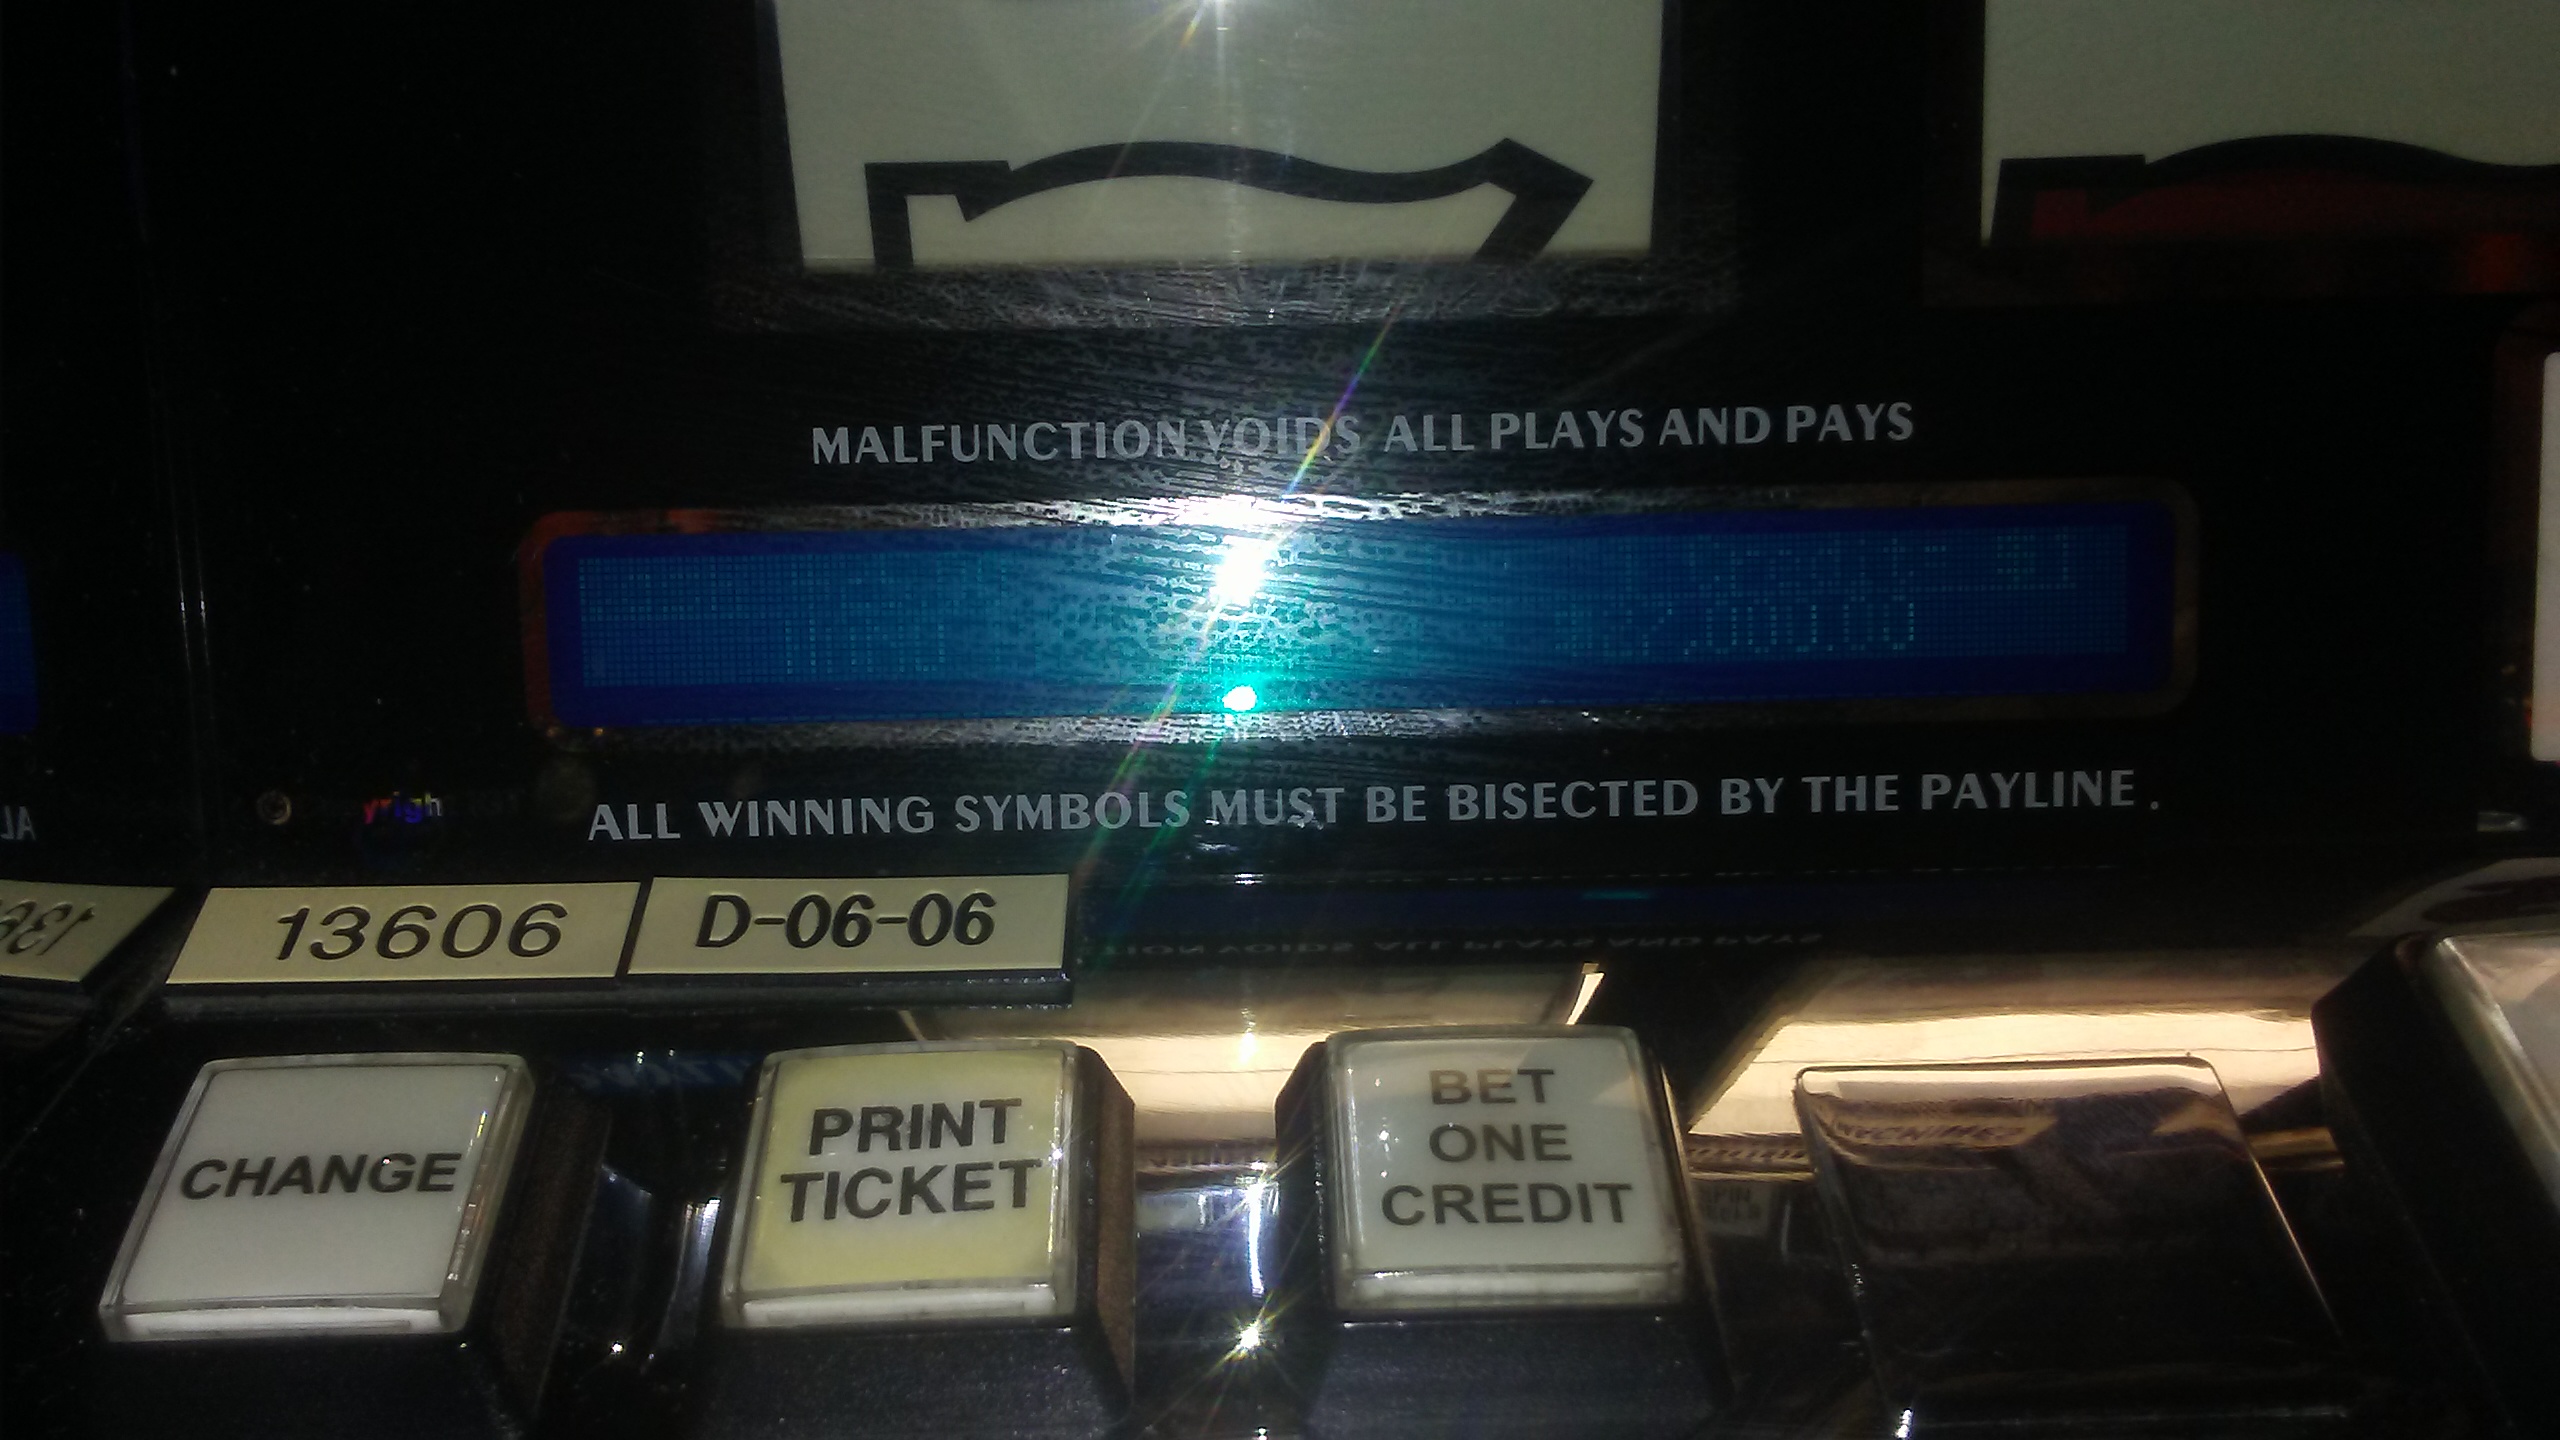 MALFUNCTION VOIDS ALL PLAYS AND PAYS
ALL WINNING SYMBOLS MUST BE BISECTED BY THE PAYLINE.
13606
D-06-06
CHANGE
PRINT
TICKET
BET
ONE
CREDIT